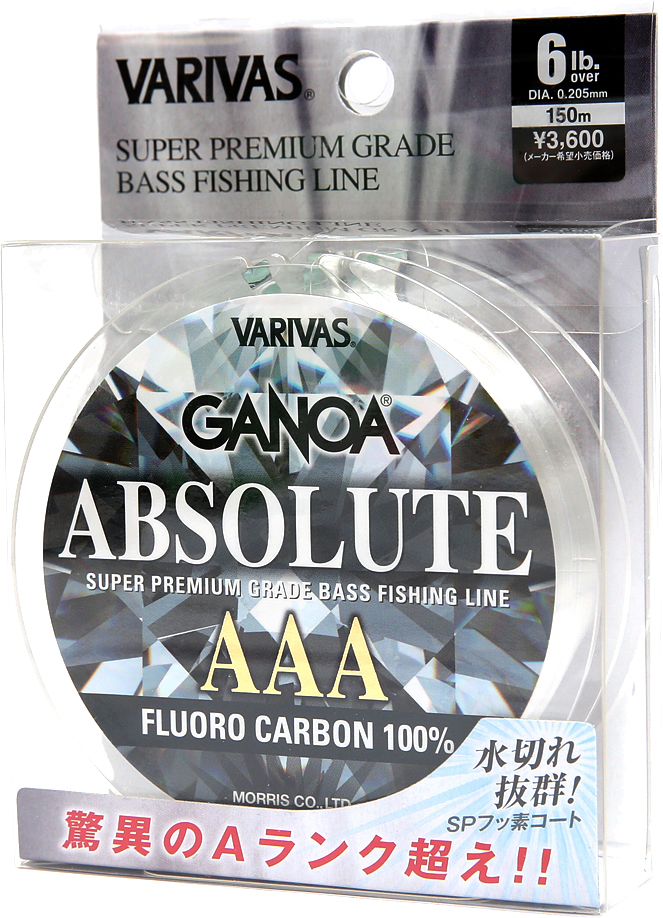 VARIVAS®
SUPER PREMIUM GRADE
BASS FISHING LINE
6 lb.
over
DIA. 0.205mm
150m
¥3,600
(メーカー希望小売価格)
VARIVAS®
GANOA®
ABSOLUTE
SUPER PREMIUM GRADE BASS FISHING LINE
AAA
FLUORO CARBON 100%
MORRIS CO.,LTD
水切れ
抜群!
SPフッ素コート
驚異のAランク超え!!